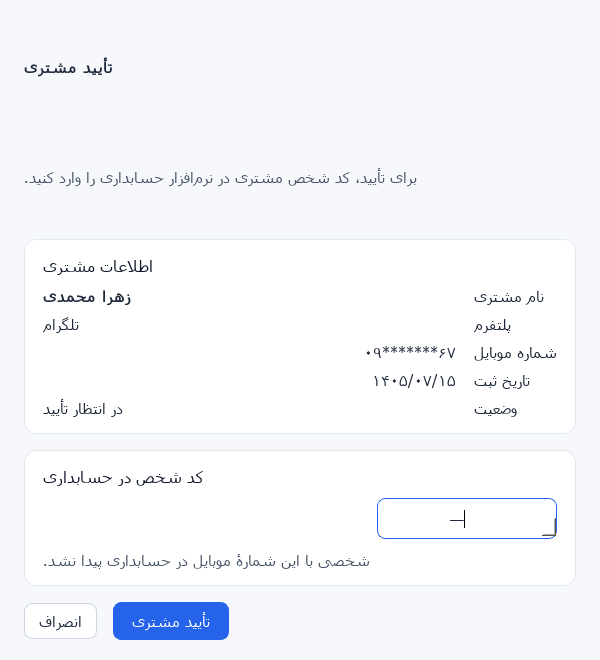 تأیید مشتری
برای تأیید، کد شخص مشتری در نرم‌افزار حسابداری را وارد کنید.
اطلاعات مشتری
نام مشتری زهرا محمدی
پلتفرم تلگرام
شماره موبایل ۰۹*******۶۷
تاریخ ثبت ۱۴۰۵/۰۷/۱۵
وضعیت در انتظار تأیید
کد شخص در حسابداری
—
شخصی با این شمارهٔ موبایل در حسابداری پیدا نشد.
تأیید مشتری
انصراف